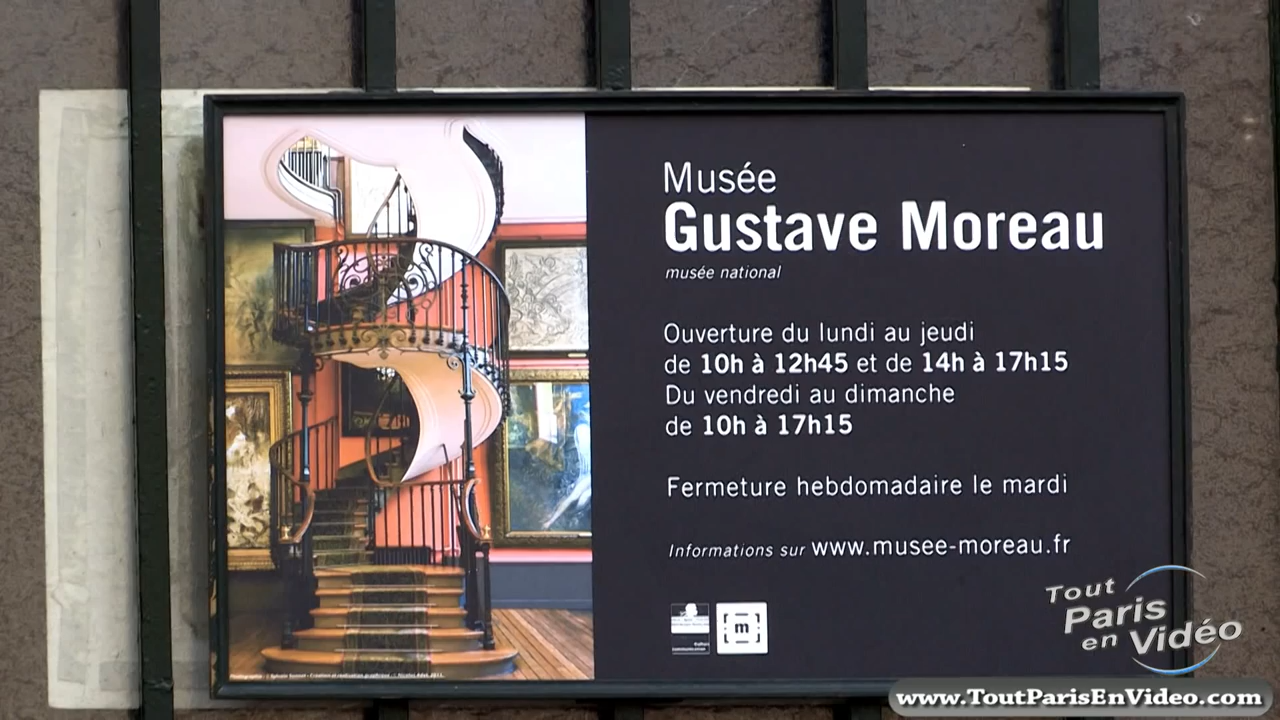 Musée
Gustave Moreau
musée national
Ouverture du lundi au jeudi
de 10h à 12h45 et de 14h à 17h15
Du vendredi au dimanche
de 10h à 17h15
Fermeture hebdomadaire le mardi
Informations sur www.musee-moreau.fr
m
Tout
Paris
en Vidéo
www.ToutParisEnVideo.com